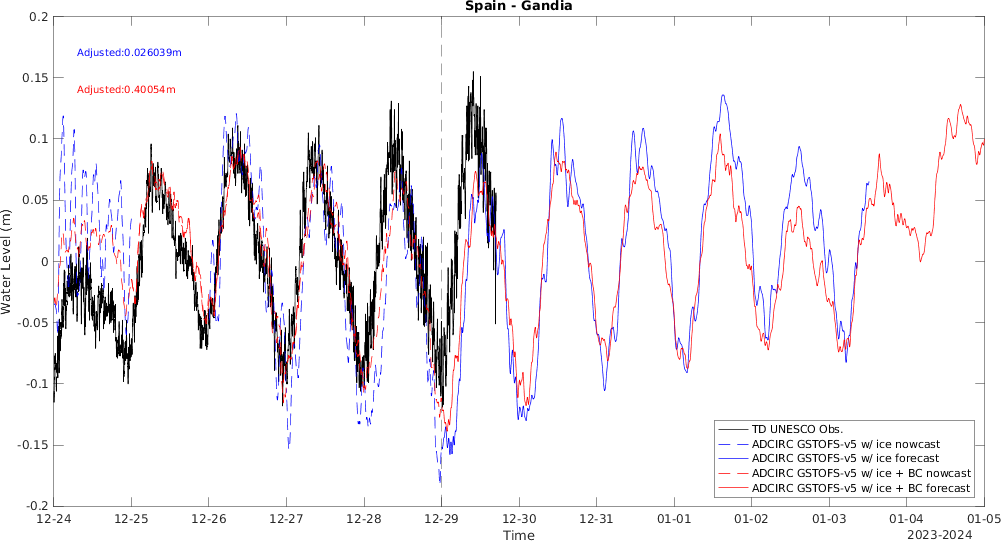 Spain - Gandia
0.2
0.15
0.1
0.05
0
-0.05
-0.1
-0.15
-0.2
Water Level (m)
Adjusted:0.026039m
Adjusted:0.40054m
TD UNESCO Obs.
ADCIRC GSTOFS-v5 w/ ice nowcast
ADCIRC GSTOFS-v5 w/ ice forecast
ADCIRC GSTOFS-v5 w/ ice + BC nowcast
ADCIRC GSTOFS-v5 w/ ice + BC forecast
12-24 12-25 12-26 12-27 12-28 12-29 12-30 12-31 01-01 01-02 01-03 01-04 01-05
Time
2023-2024